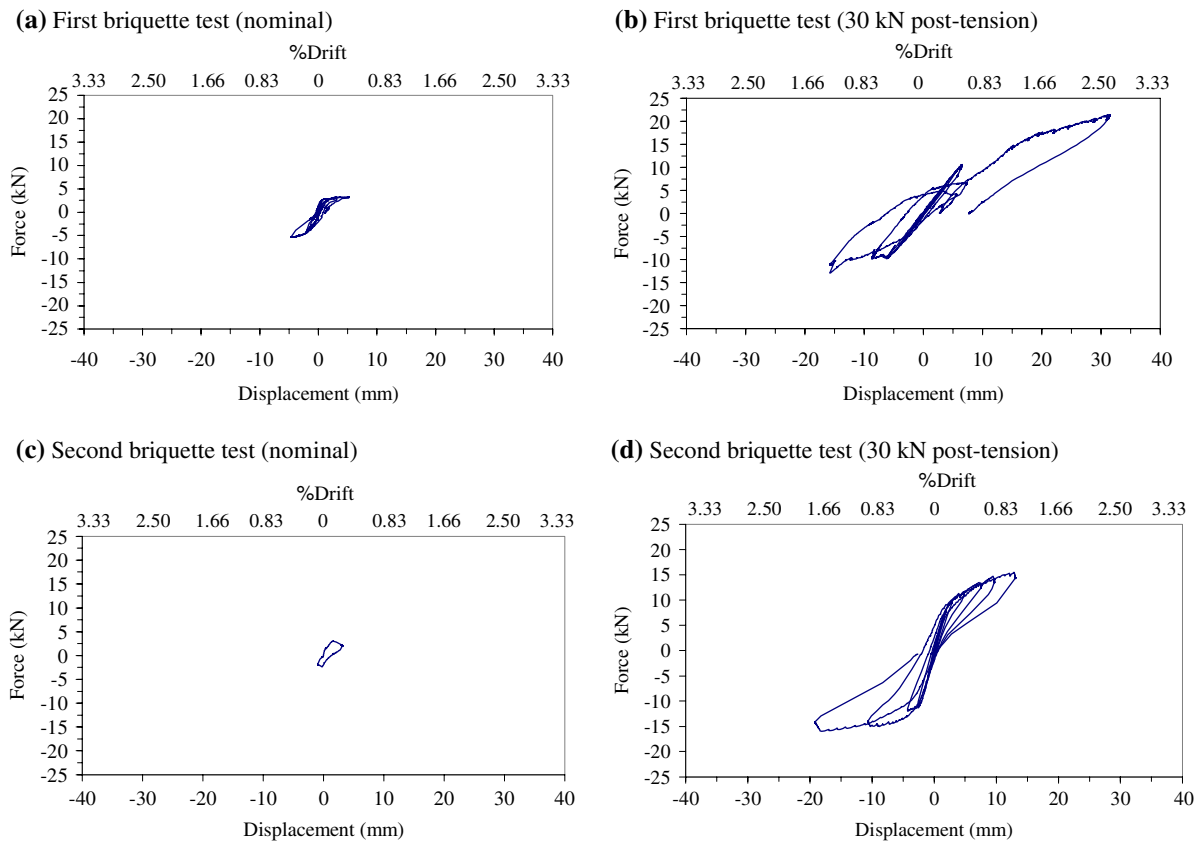 (a) First briquette test (nominal)
%Drift
3.33 2.50 1.66 0.83 0 0.83 1.66 2.50 3.33
25
20
15
10
5
0
-5
-10
-15
-20
-25
Force (kN)
-40 -30 -20 -10 0 10 20 30 40
Displacement (mm)
(b) First briquette test (30 kN post-tension)
%Drift
3.33 2.50 1.66 0.83 0 0.83 1.66 2.50 3.33
25
20
15
10
5
0
-5
-10
-15
-20
-25
Force (kN)
-40 -30 -20 -10 0 10 20 30 40
Displacement (mm)
(c) Second briquette test (nominal)
%Drift
3.33 2.50 1.66 0.83 0 0.83 1.66 2.50 3.33
25
20
15
10
5
0
-5
-10
-15
-20
-25
Force (kN)
-40 -30 -20 -10 0 10 20 30 40
Displacement (mm)
(d) Second briquette test (30 kN post-tension)
%Drift
3.33 2.50 1.66 0.83 0 0.83 1.66 2.50 3.33
25
20
15
10
5
0
-5
-10
-15
-20
-25
Force (kN)
-40 -30 -20 -10 0 10 20 30 40
Displacement (mm)